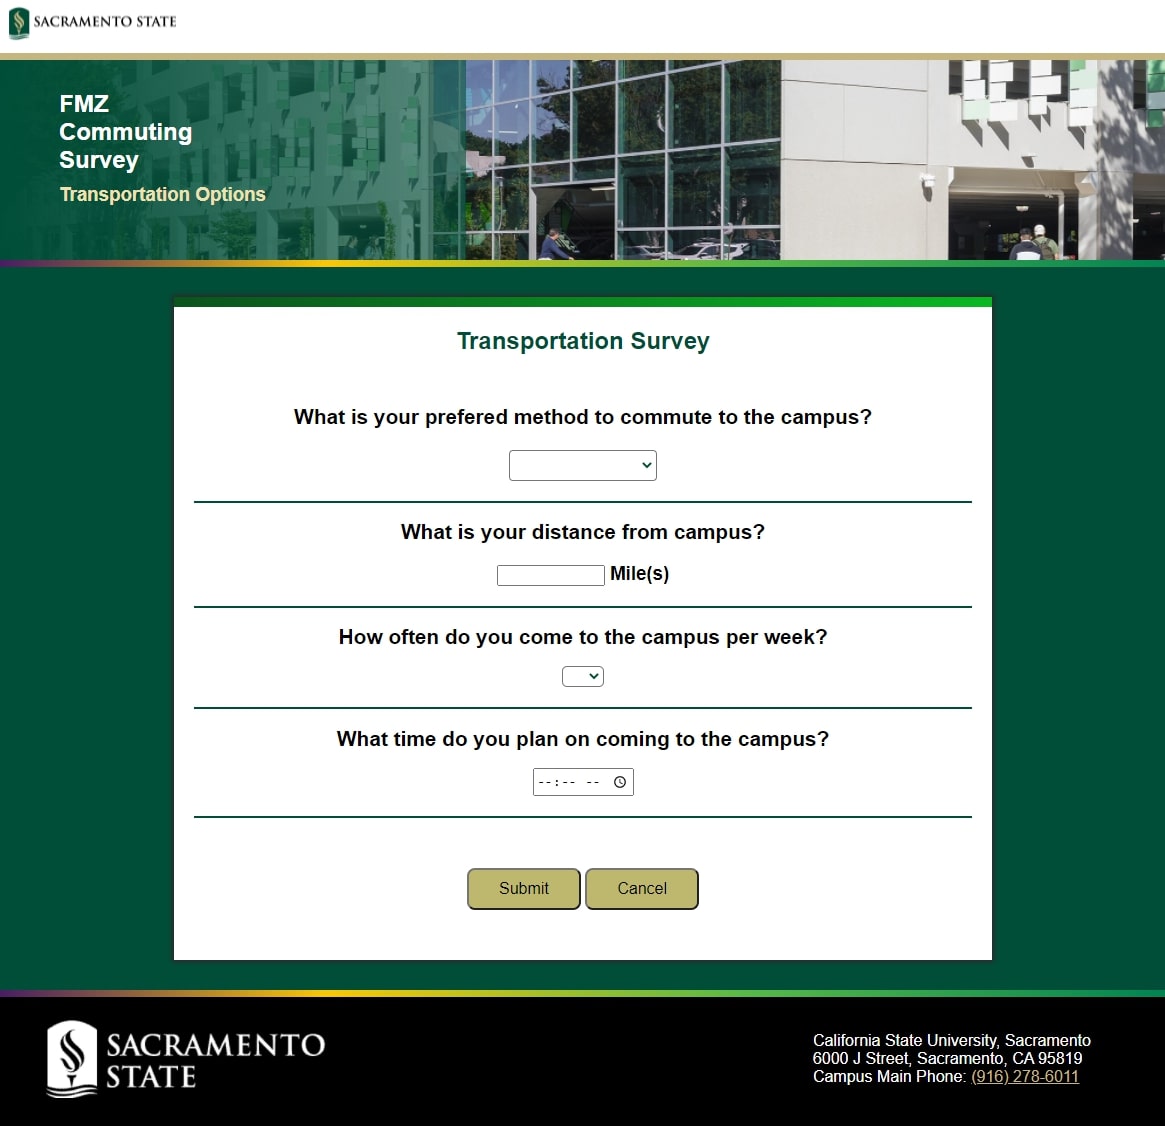 SACRAMENTO STATE
FMZ
Commuting
Survey
Transportation Options
Transportation Survey
What is your prefered method to commute to the campus?
What is your distance from campus?
Mile(s)
How often do you come to the campus per week?
What time do you plan on coming to the campus?
--:-- --
Submit Cancel
SACRAMENTO
STATE
California State University, Sacramento
6000 J Street, Sacramento, CA 95819
Campus Main Phone: (916) 278-6011